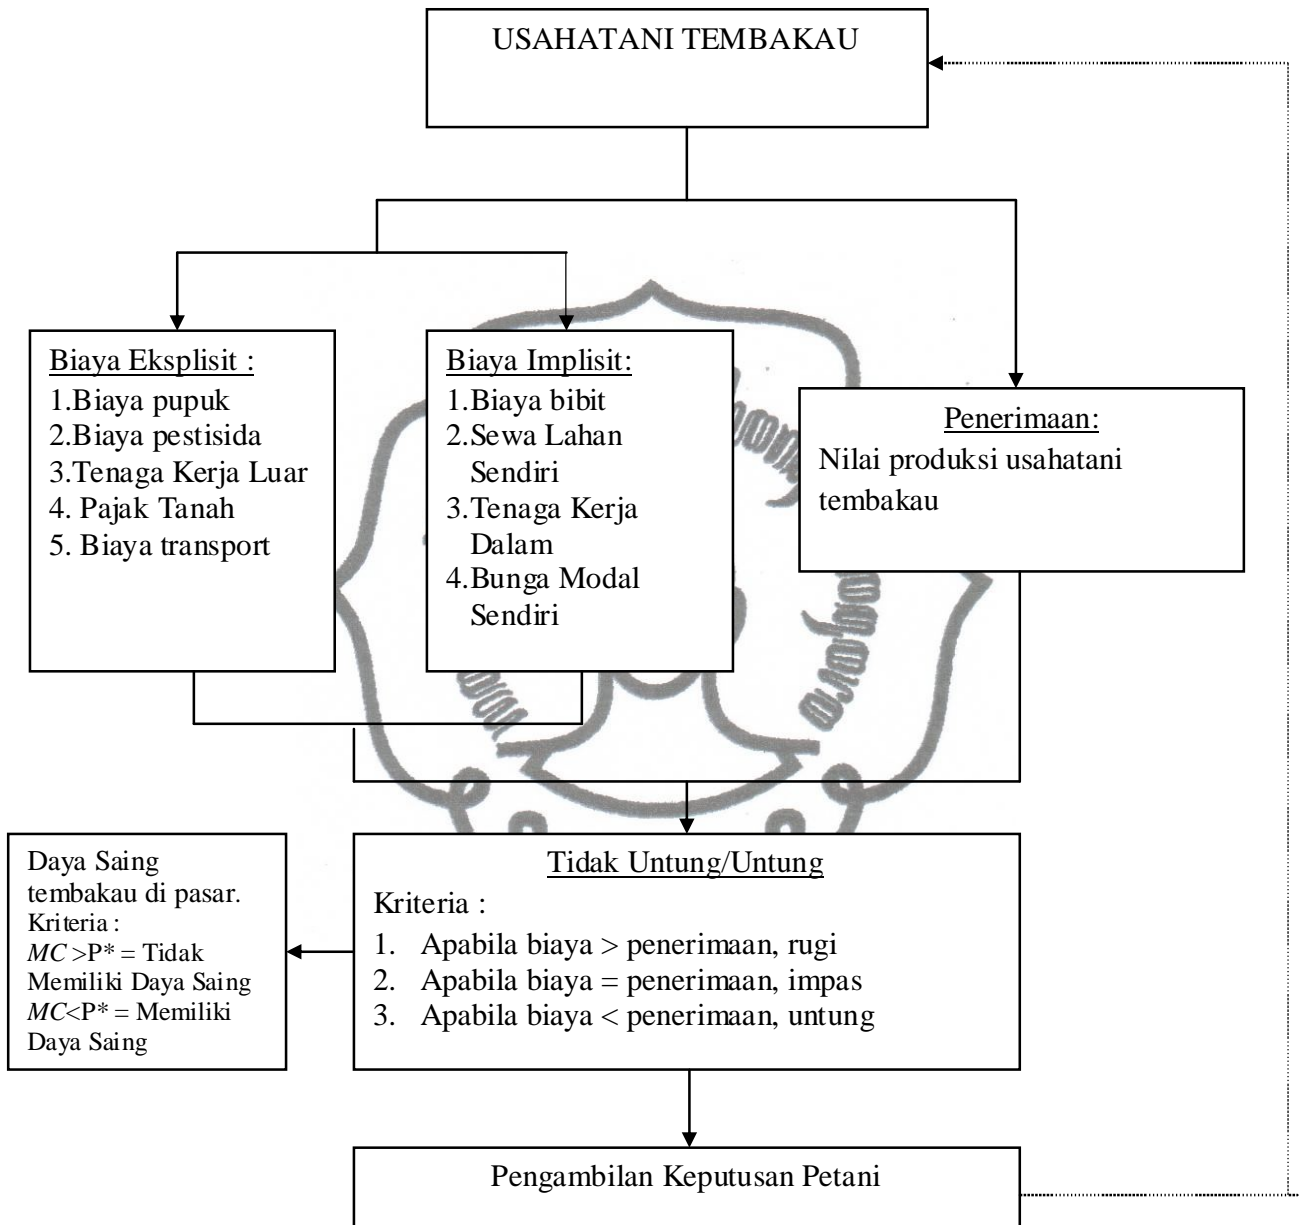 USAHATANI TEMBAKAU
Biaya Eksplisit :
1.Biaya pupuk
2.Biaya pestisida
3.Tenaga Kerja Luar
4. Pajak Tanah
5. Biaya transport
Biaya Implisit:
1.Biaya bibit
2.Sewa Lahan
Sendiri
3.Tenaga Kerja
Dalam
4.Bunga Modal
Sendiri
Penerimaan:
Nilai produksi usahatani
tembakau
Daya Saing
tembakau di pasar.
Kriteria :
MC >P* = Tidak
Memiliki Daya Saing
MC<P* = Memiliki
Daya Saing
Tidak Untung/Untung
Kriteria :
1. Apabila biaya > penerimaan, rugi
2. Apabila biaya = penerimaan, impas
3. Apabila biaya < penerimaan, untung
Pengambilan Keputusan Petani